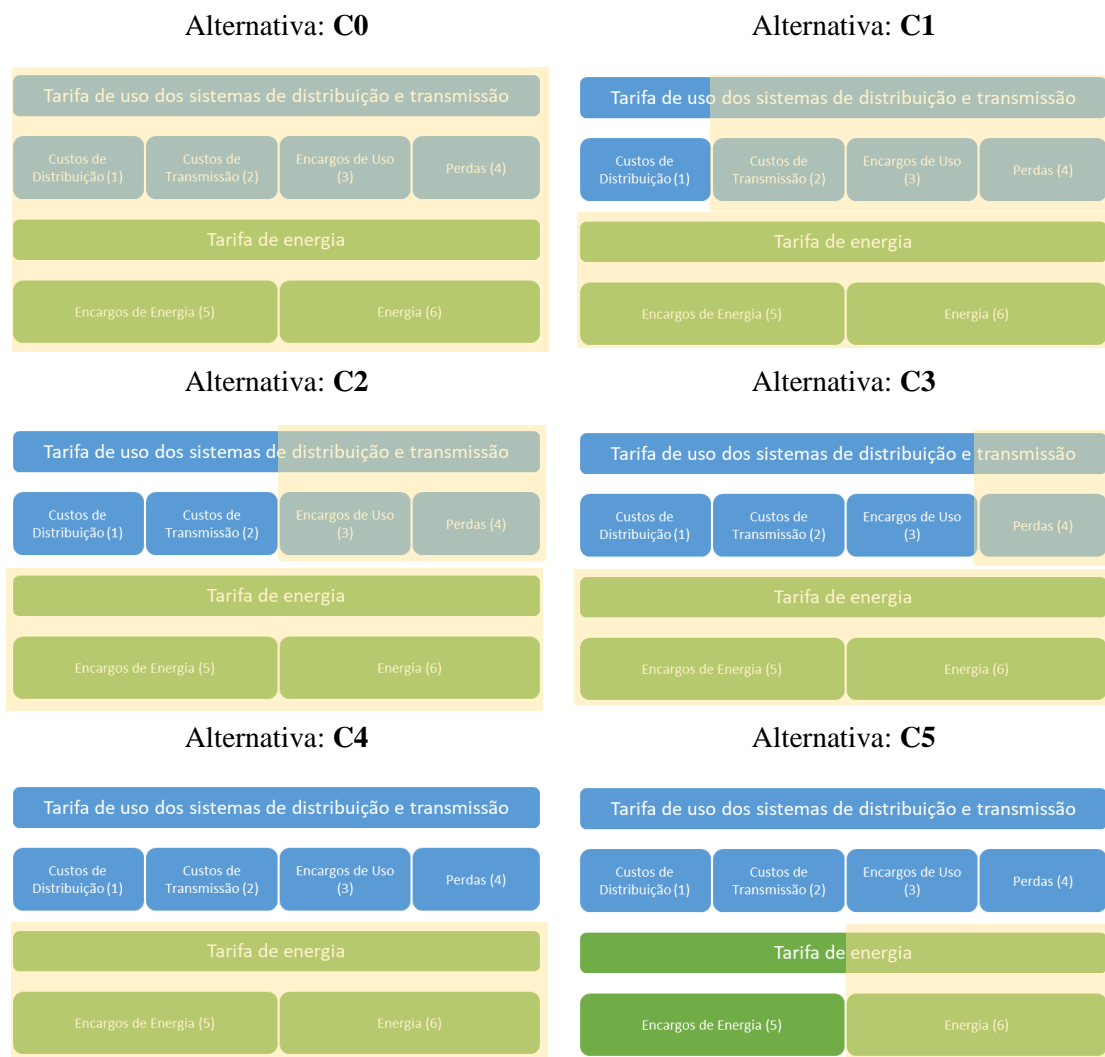 Alternativa: C0
Tarifa de uso dos sistemas de distribuição e transmissão
Custos de
Distribuição (1)
Custos de
Transmissão (2)
Encargos de Uso
(3)
Perdas (4)
Tarifa de energia
Encargos de Energia (5)
Energia (6)
Alternativa: C1
Tarifa de uso dos sistemas de distribuição e transmissão
Custos de
Distribuição (1)
Custos de
Transmissão (2)
Encargos de Uso
(3)
Perdas (4)
Tarifa de energia
Encargos de Energia (5)
Energia (6)
Alternativa: C2
Tarifa de uso dos sistemas de distribuição e transmissão
Custos de
Distribuição (1)
Custos de
Transmissão (2)
Encargos de Uso
(3)
Perdas (4)
Tarifa de energia
Encargos de Energia (5)
Energia (6)
Alternativa: C3
Tarifa de uso dos sistemas de distribuição e transmissão
Custos de
Distribuição (1)
Custos de
Transmissão (2)
Encargos de Uso
(3)
Perdas (4)
Tarifa de energia
Encargos de Energia (5)
Energia (6)
Alternativa: C4
Tarifa de uso dos sistemas de distribuição e transmissão
Custos de
Distribuição (1)
Custos de
Transmissão (2)
Encargos de Uso
(3)
Perdas (4)
Tarifa de energia
Encargos de Energia (5)
Energia (6)
Alternativa: C5
Tarifa de uso dos sistemas de distribuição e transmissão
Custos de
Distribuição (1)
Custos de
Transmissão (2)
Encargos de Uso
(3)
Perdas (4)
Tarifa de energia
Encargos de Energia (5)
Energia (6)